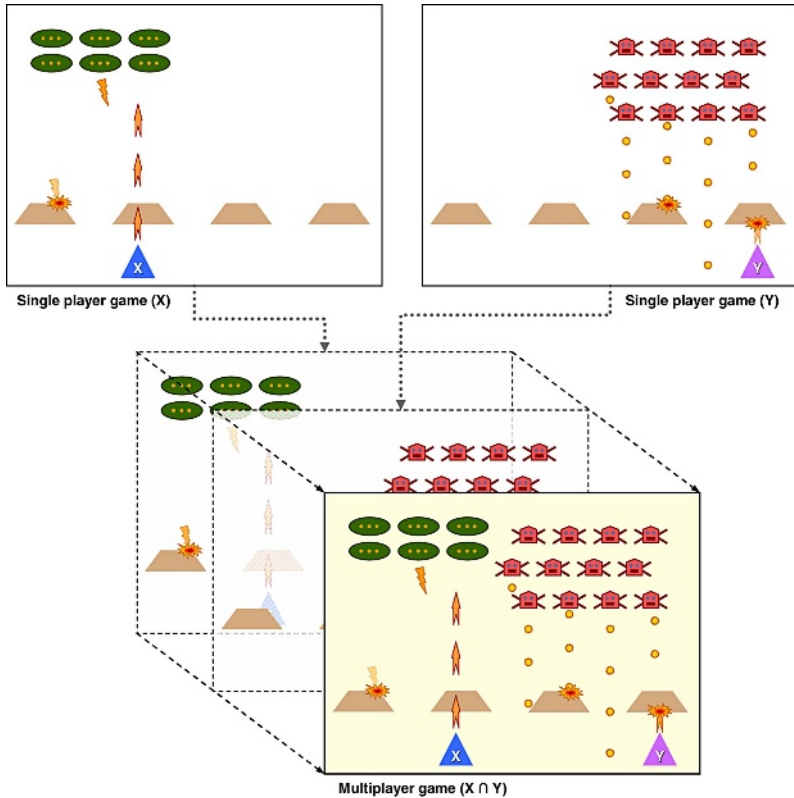 X
Y
Single player game (X)
Single player game (Y)
X
Y
Multiplayer game (X ∩ Y)